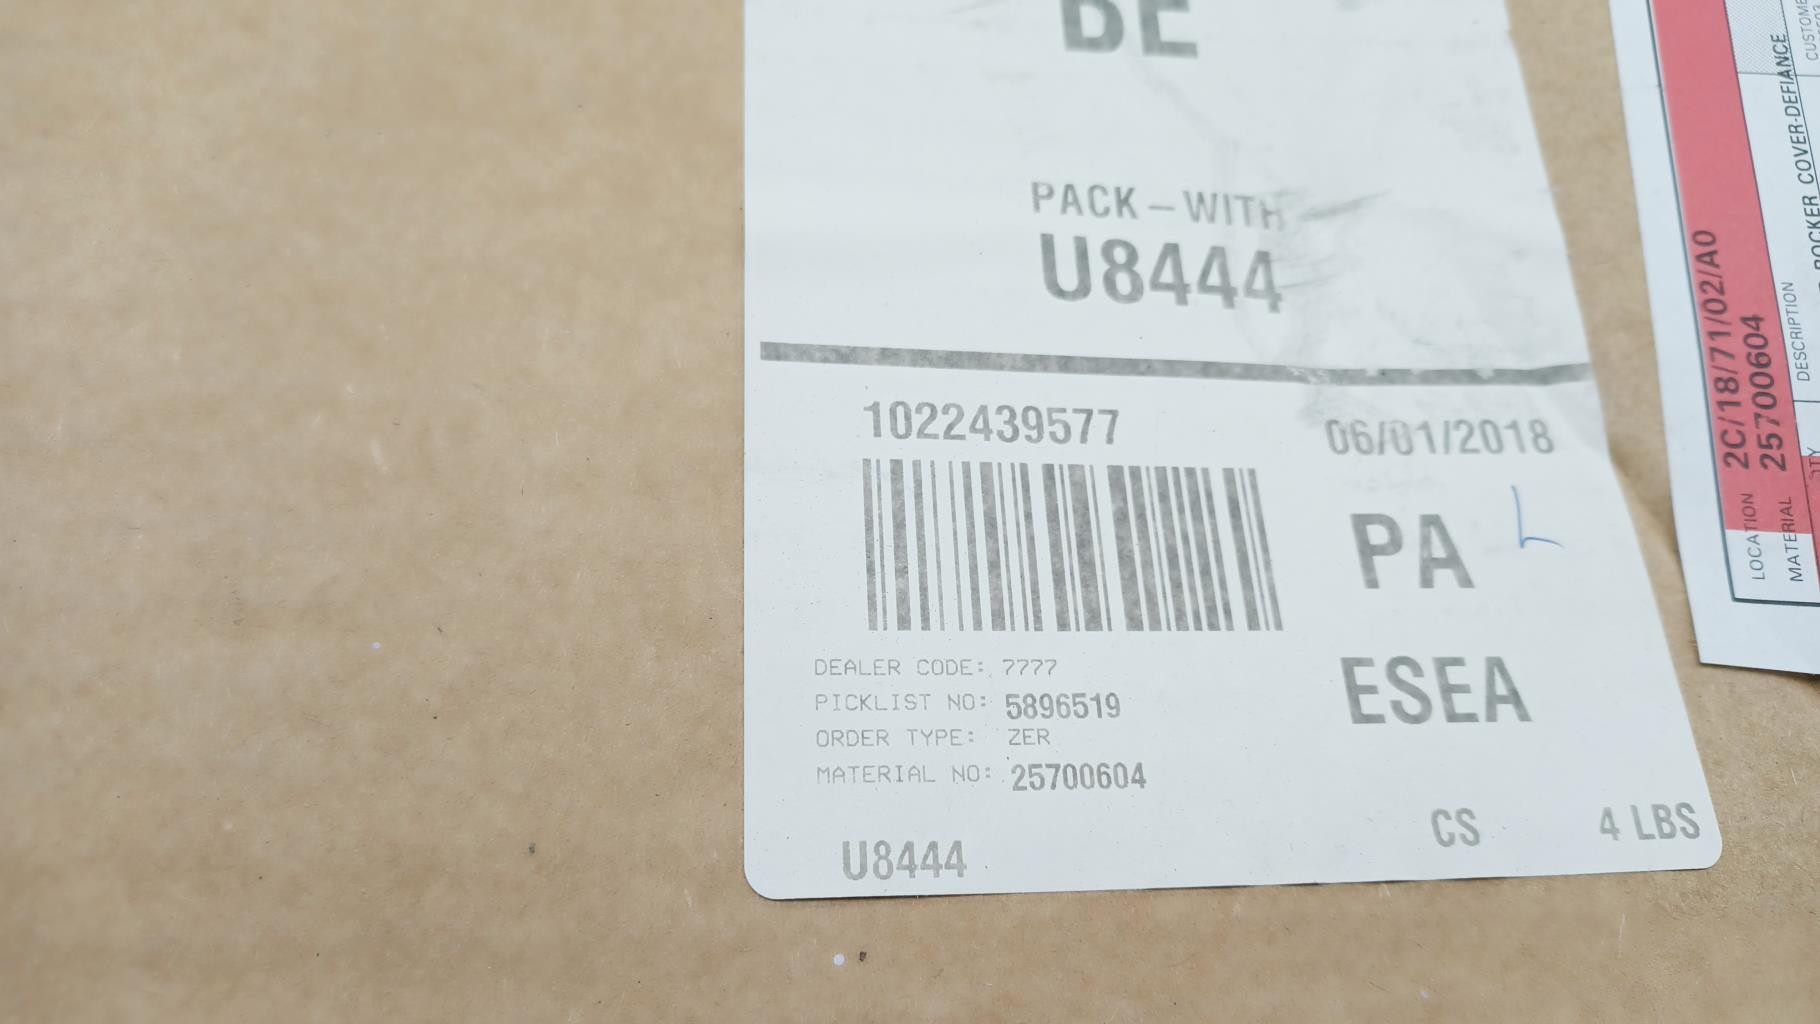 BE
PACK-WITH
U8444
1022439577
06/01/2018
PA
L
ESEA
DEALER CODE: 7777
PICKLIST NO: 5896519
ORDER TYPE: ZER
MATERIAL NO: 25700604
CS 4 LBS
U8444
LOCATION 2C/18/71/02/A0
MATERIAL 25700604
DESCRIPTION
ROCKER COVER-DEFIANCE